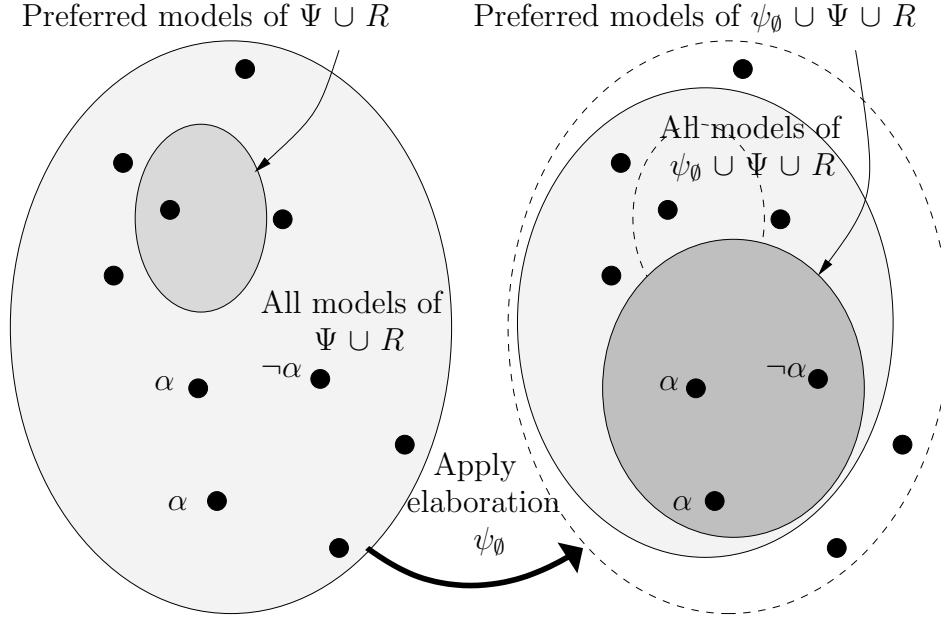 Preferred models of Ψ ∪ R
Preferred models of ψ∅ ∪ Ψ ∪ R
All models of
ψ∅ ∪ Ψ ∪ R
All models of
Ψ ∪ R
α
¬α
α
α
¬α
α
Apply
elaboration
ψ∅